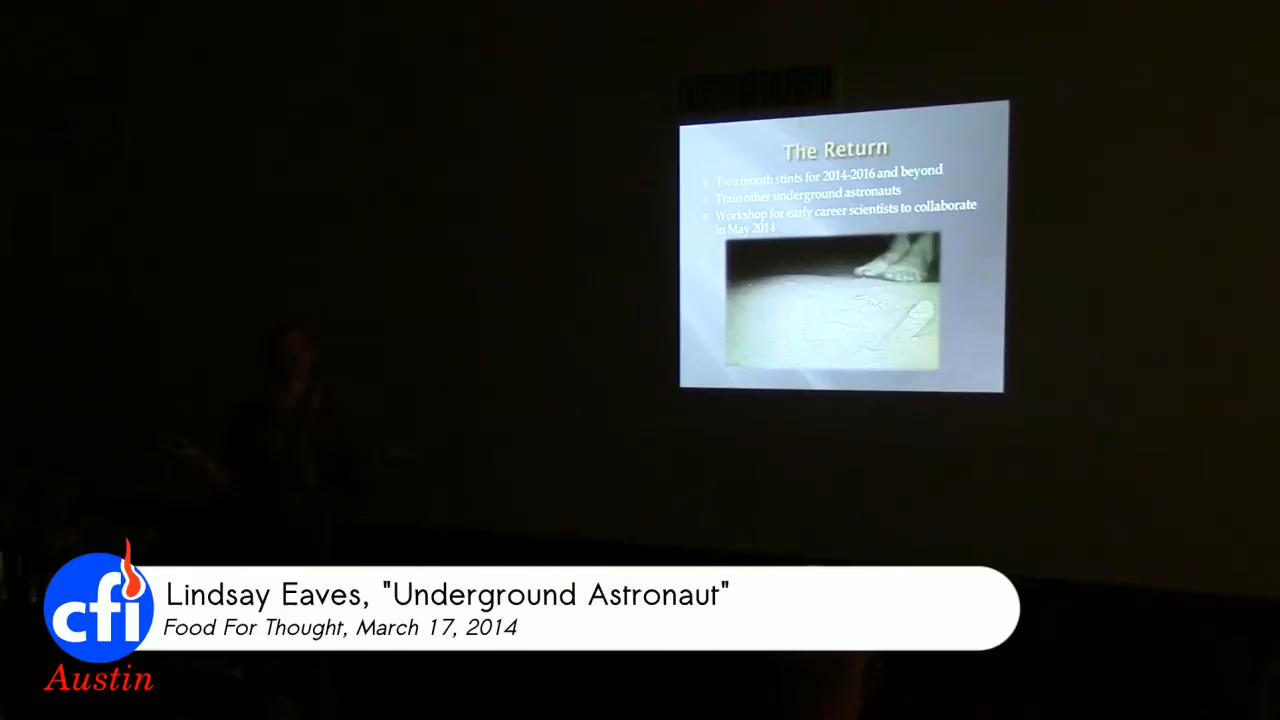 The Return
Two month stints for 2014-2016 and beyond
Train other underground astronauts
Workshop for early career scientists to collaborate
in May 2014
cfi
Lindsay Eaves, "Underground Astronaut"
Food For Thought, March 17, 2014
Austin